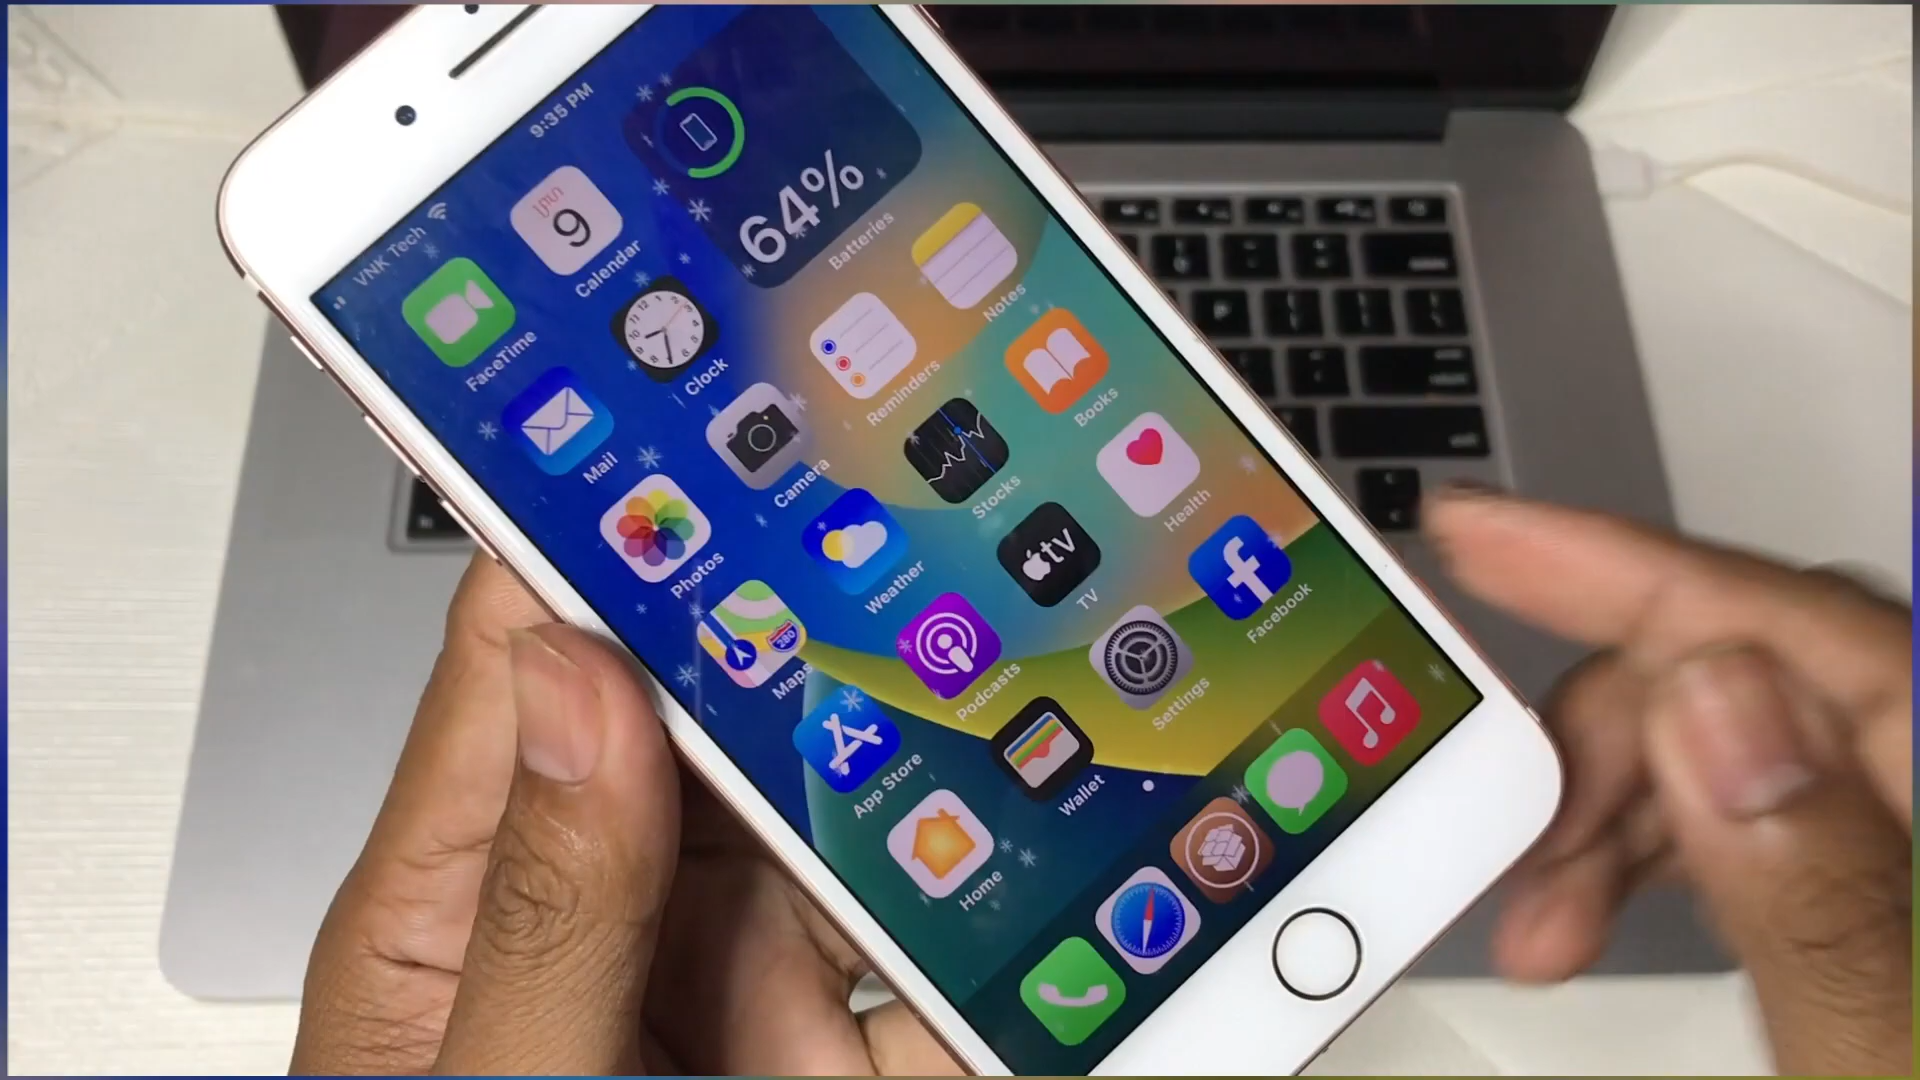 VNK Tech
9:35 PM
FaceTime
9
Calendar
64%
Batteries
Mail
Clock
Reminders
Notes
Photos
Camera
Stocks
Books
Maps
280
Weather
tv
TV
Health
App Store
Podcasts
Settings
Facebook
Home
Wallet